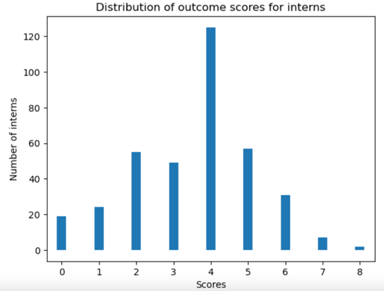 Distribution of outcome scores for interns
120
100
80
60
40
20
0
Number of interns
0 1 2 3 4 5 6 7 8
Scores